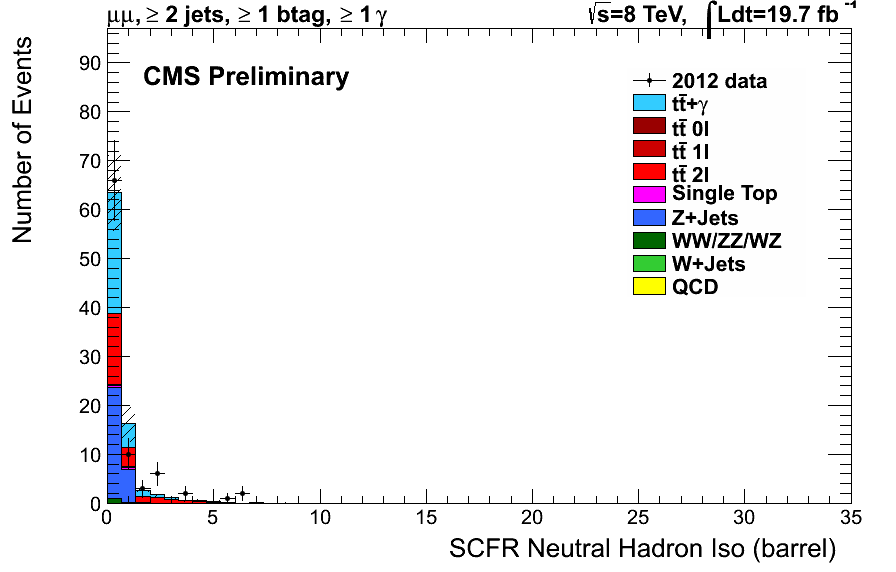 μμ, ≥ 2 jets, ≥ 1 btag, ≥ 1 γ
√s=8 TeV, ∫Ldt=19.7 fb⁻¹
CMS Preliminary
Number of Events
90
80
70
60
50
40
30
20
10
0
2012 data
tt̄+γ
tt̄ 0l
tt̄ 1l
tt̄ 2l
Single Top
Z+Jets
WW/ZZ/WZ
W+Jets
QCD
0 5 10 15 20 25 30 35
SCFR Neutral Hadron Iso (barrel)